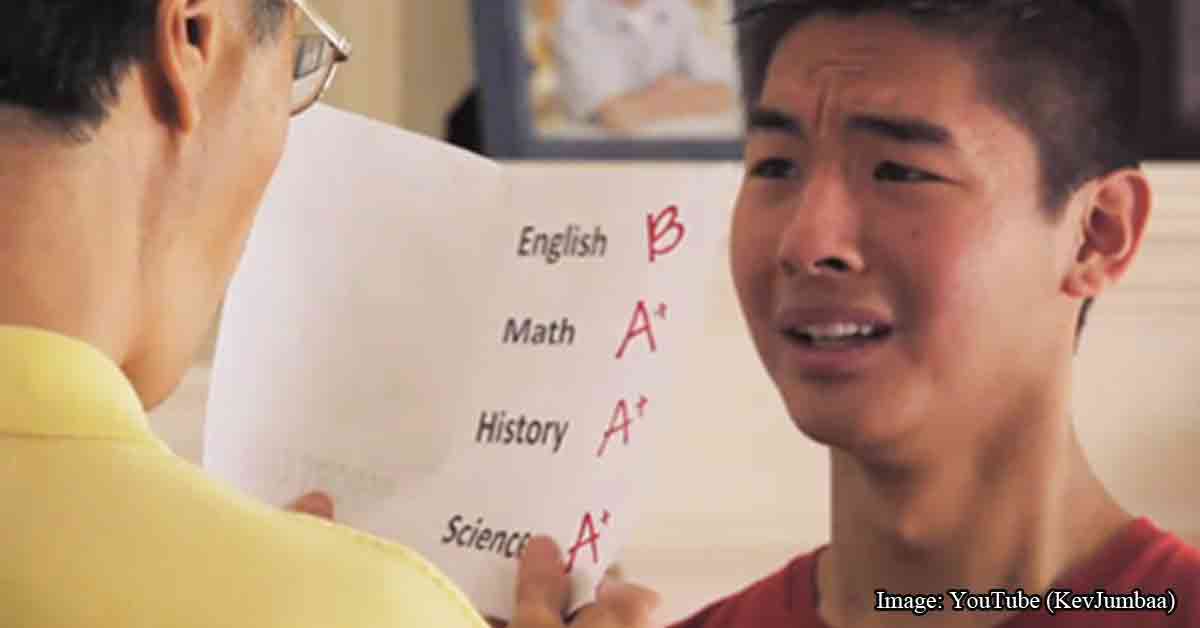 English B
Math A+
History A+
Science A+
Image: YouTube (KevJumbaa)